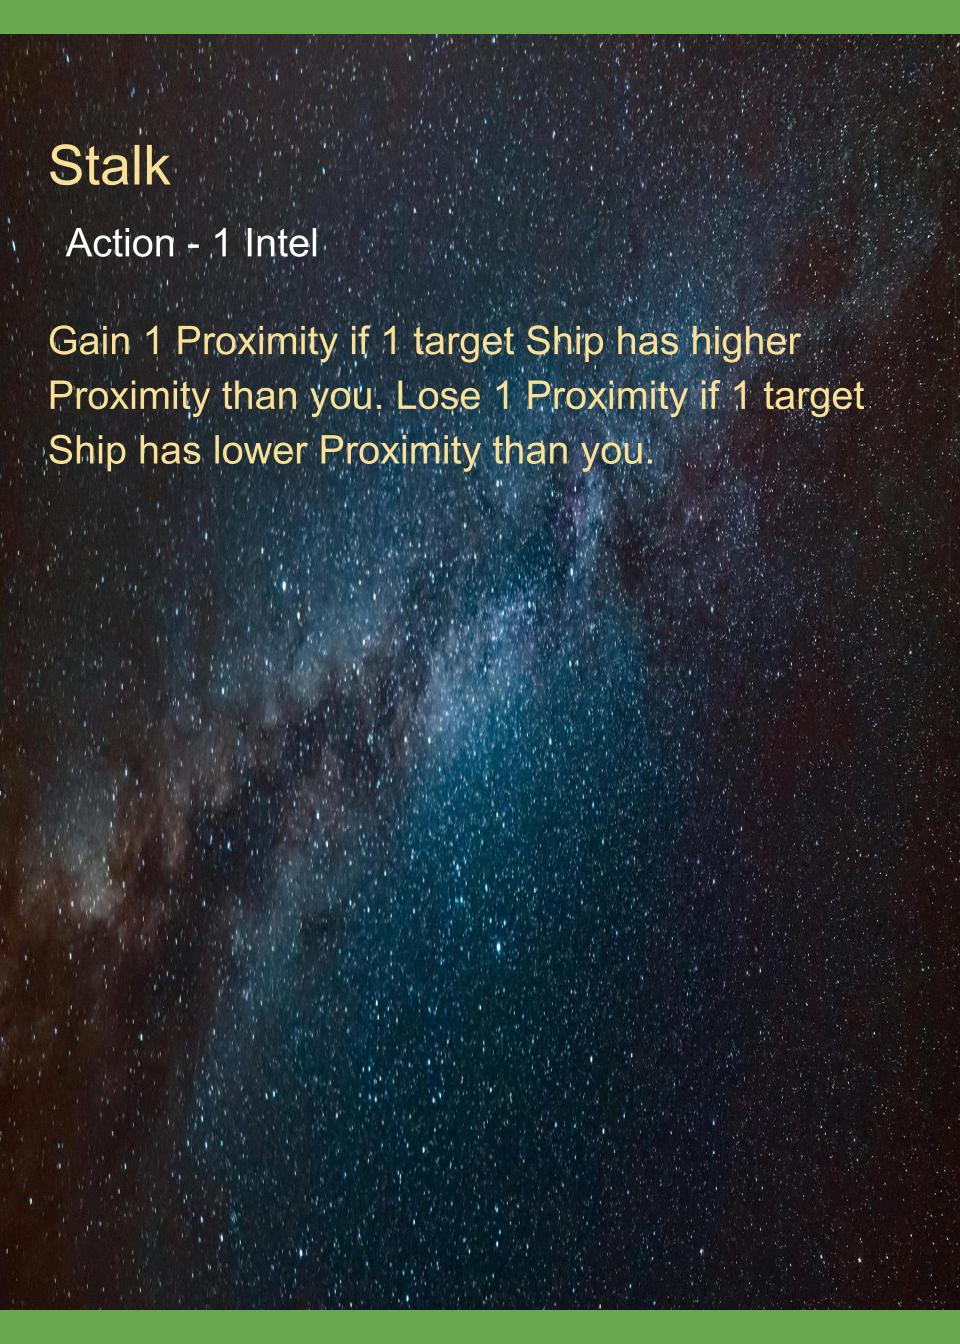 Stalk
Action - 1 Intel
Gain 1 Proximity if 1 target Ship has higher
Proximity than you. Lose 1 Proximity if 1 target
Ship has lower Proximity than you.